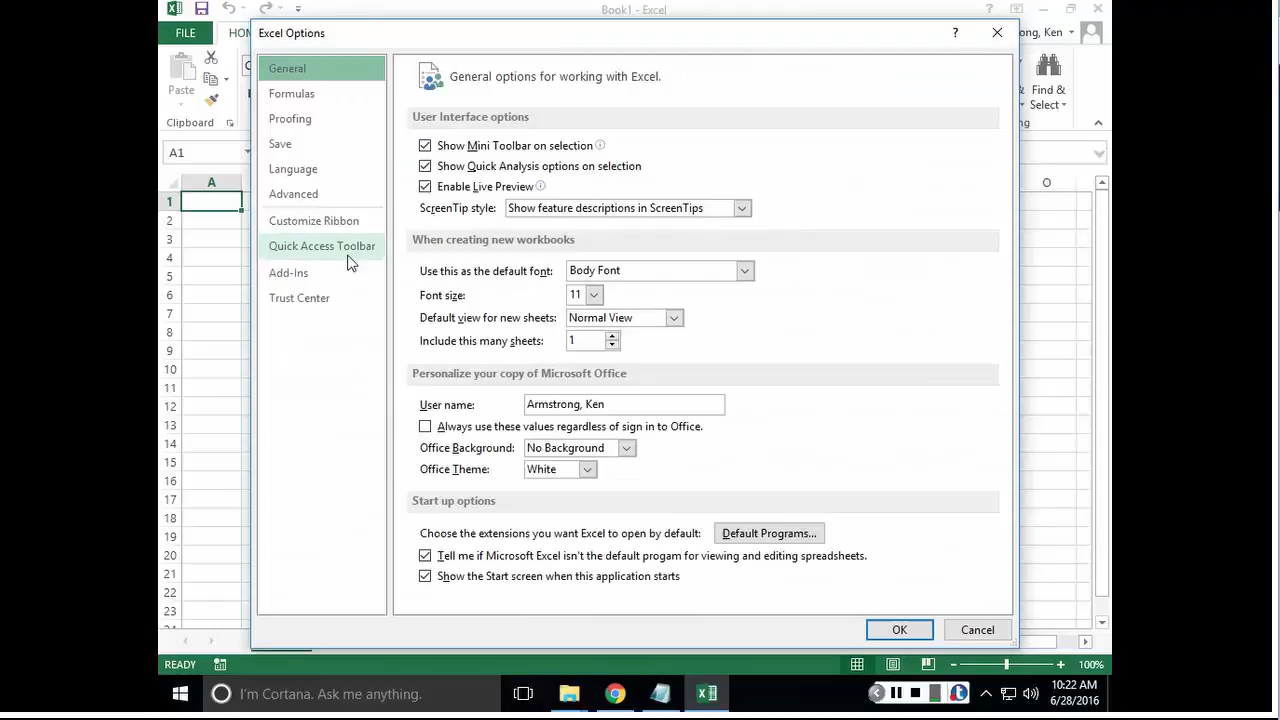 Book1 - Excel
FILE
HOM
ong, Ken
Excel Options
?
General
Formulas
Proofing
Save
Language
Advanced
Customize Ribbon
Quick Access Toolbar
Add-Ins
Trust Center
General options for working with Excel.
User Interface options
Show Mini Toolbar on selection
Show Quick Analysis options on selection
Enable Live Preview
ScreenTip style: Show feature descriptions in ScreenTips
When creating new workbooks
Use this as the default font: Body Font
Font size: 11
Default view for new sheets: Normal View
Include this many sheets: 1
Personalize your copy of Microsoft Office
User name: Armstrong, Ken
Always use these values regardless of sign in to Office.
Office Background: No Background
Office Theme: White
Start up options
Choose the extensions you want Excel to open by default: Default Programs...
Tell me if Microsoft Excel isn't the default progam for viewing and editing spreadsheets.
Show the Start screen when this application starts
OK Cancel
Paste
Clipboard
Find &
Select
ng
A1
A O
1
2
3
4
5
6
7
8
9
10
11
12
13
14
15
16
17
18
19
20
21
22
23
READY 100%
I'm Cortana. Ask me anything.
10:22 AM
6/28/2016